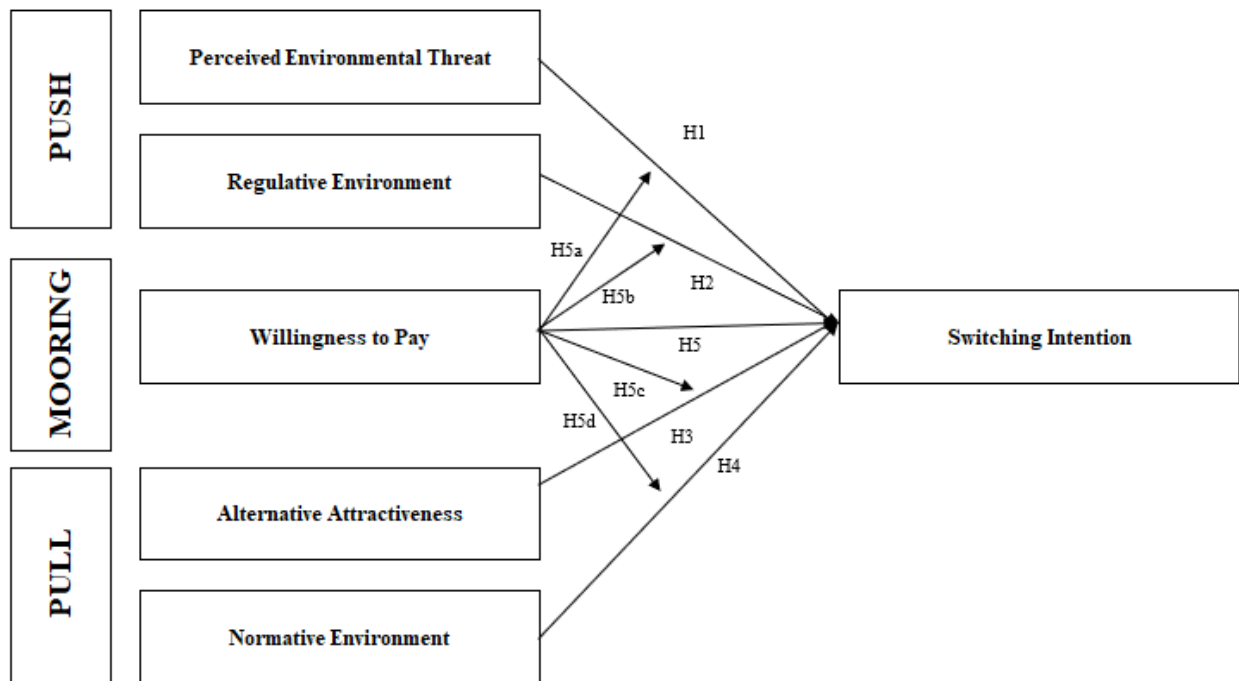 PUSH
Perceived Environmental Threat
H1
Regulative Environment
H5a
H2
H5b
MOORING
Willingness to Pay
H5
Switching Intention
H5c
H5d
H3
H4
PULL
Alternative Attractiveness
Normative Environment